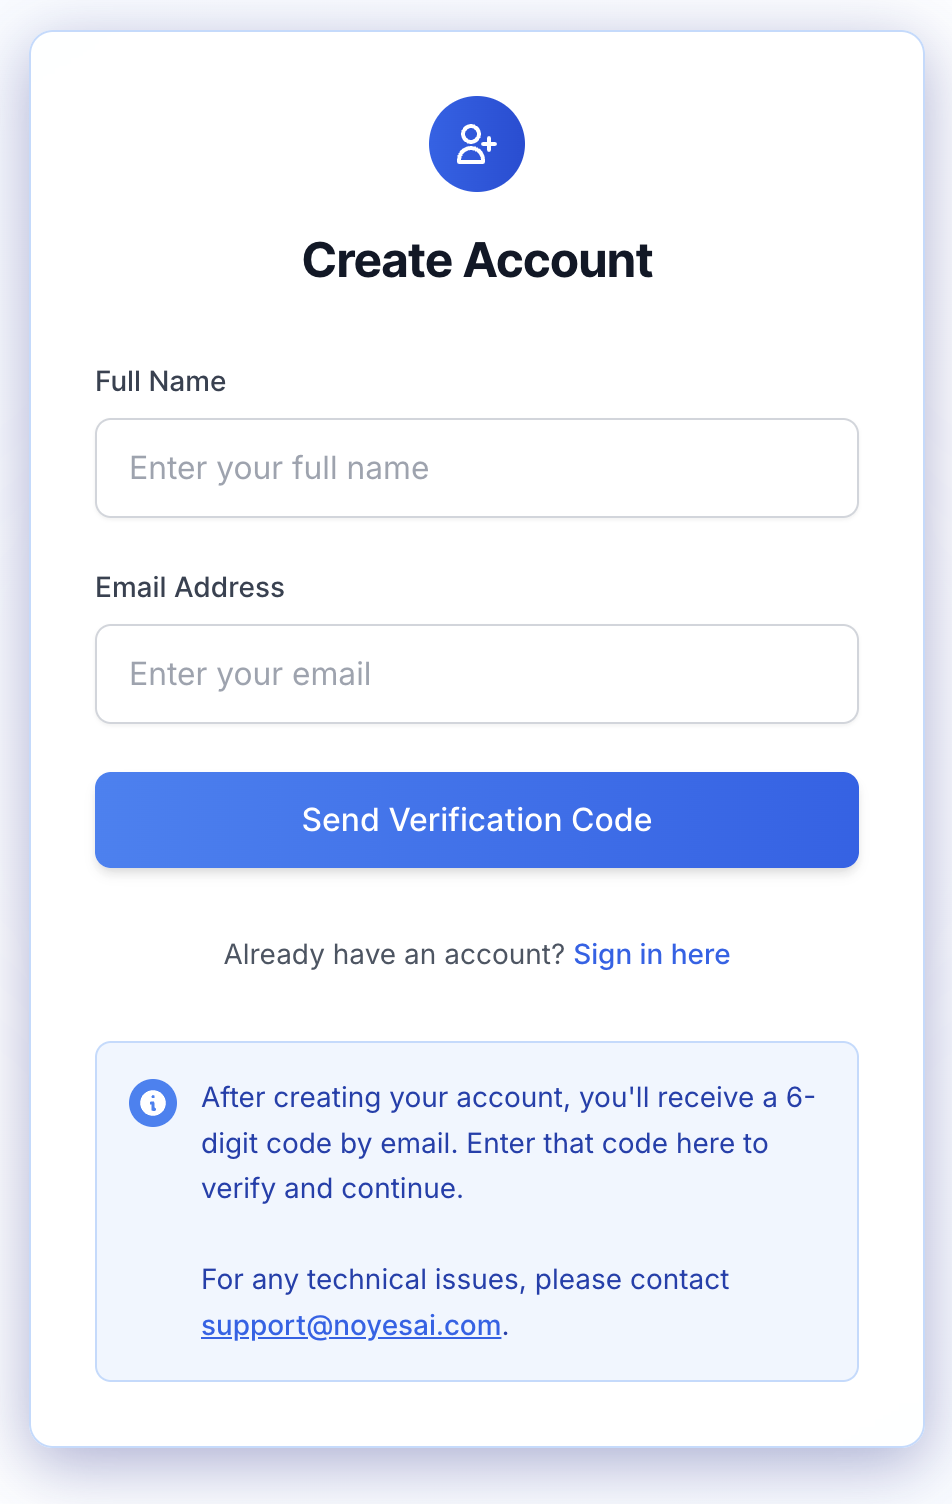 Create Account
Full Name
Enter your full name
Email Address
Enter your email
Send Verification Code
Already have an account? Sign in here
After creating your account, you'll receive a 6-
digit code by email. Enter that code here to
verify and continue.
For any technical issues, please contact
support@noyesai.com.